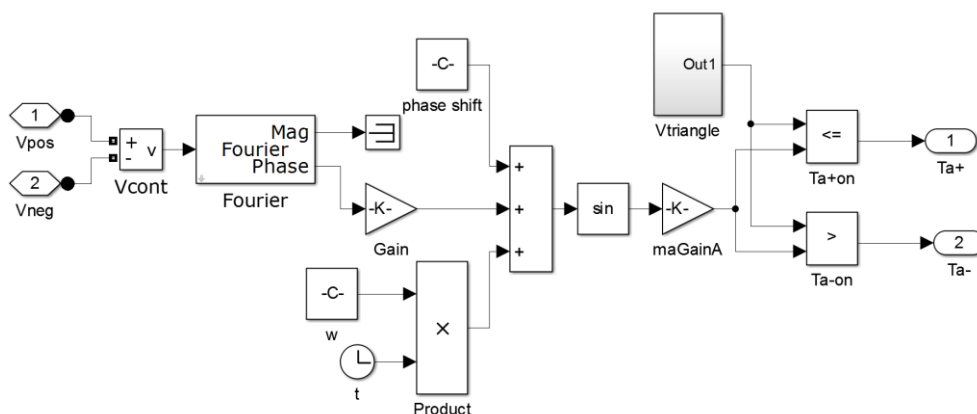 1
Vpos
2
Vneg
+
-
v
Vcont
Mag
Fourier
Phase
Fourier
-C-
phase shift
-K-
Gain
-C-
w
t
×
Product
+
+
+
sin
-K-
maGainA
Out1
Vtriangle
<=
Ta+on
>
Ta-on
1
Ta+
2
Ta-